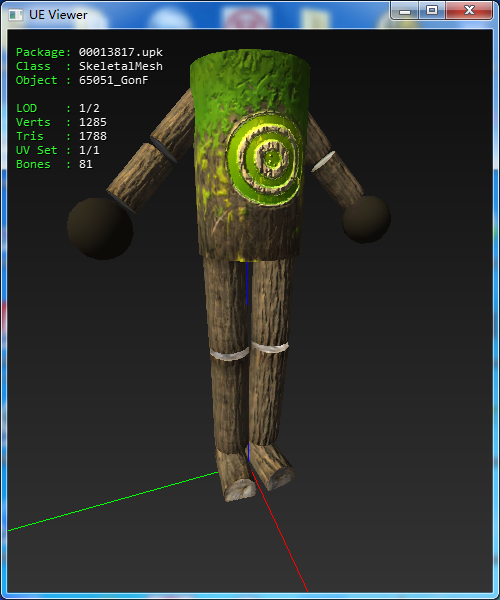 UE Viewer
Package: 00013817.upk
Class : SkeletalMesh
Object : 65051_GonF
LOD : 1/2
Verts : 1285
Tris : 1788
UV Set : 1/1
Bones : 81